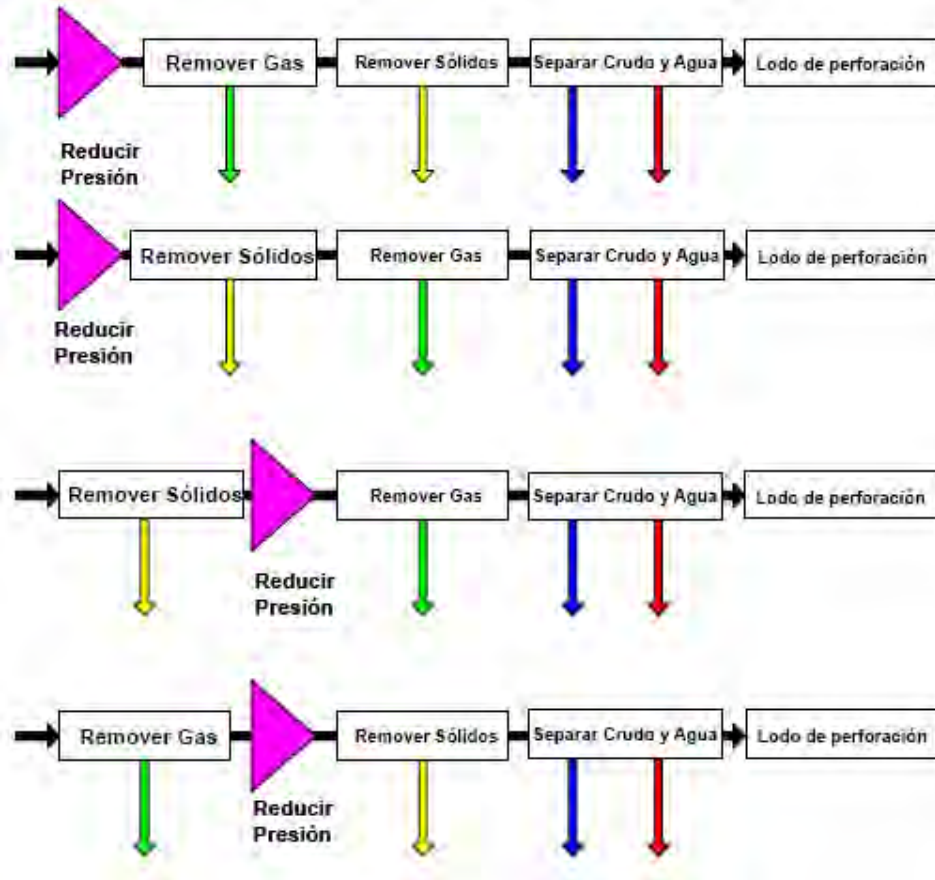 Remover Gas
Remover Sólidos
Separar Crudo y Agua
Lodo de perforación
Reducir
Presión
Remover Sólidos
Remover Gas
Separar Crudo y Agua
Lodo de perforación
Reducir
Presión
Remover Sólidos
Remover Gas
Separar Crudo y Agua
Lodo de perforación
Reducir
Presión
Remover Gas
Remover Sólidos
Separar Crudo y Agua
Lodo de perforación
Reducir
Presión